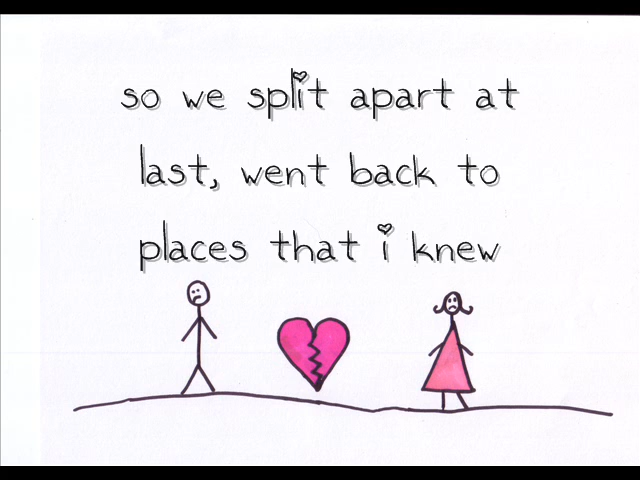 so we split apart at
last, went back to
places that i knew